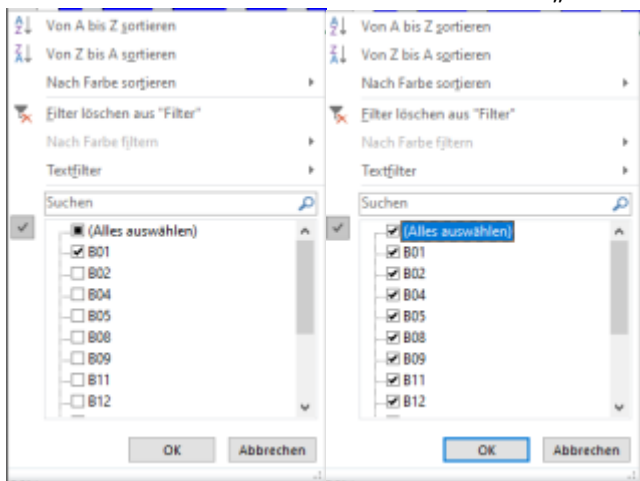 Von A bis Z sortieren
Von Z bis A sortieren
Nach Farbe sortieren
Filter löschen aus "Filter"
Nach Farbe filtern
Textfilter
Suchen
(Alles auswählen)
B01
B02
B04
B05
B08
B09
B11
B12
OK Abbrechen
Von A bis Z sortieren
Von Z bis A sortieren
Nach Farbe sortieren
Filter löschen aus "Filter"
Nach Farbe filtern
Textfilter
Suchen
(Alles auswählen)
B01
B02
B04
B05
B08
B09
B11
B12
OK Abbrechen